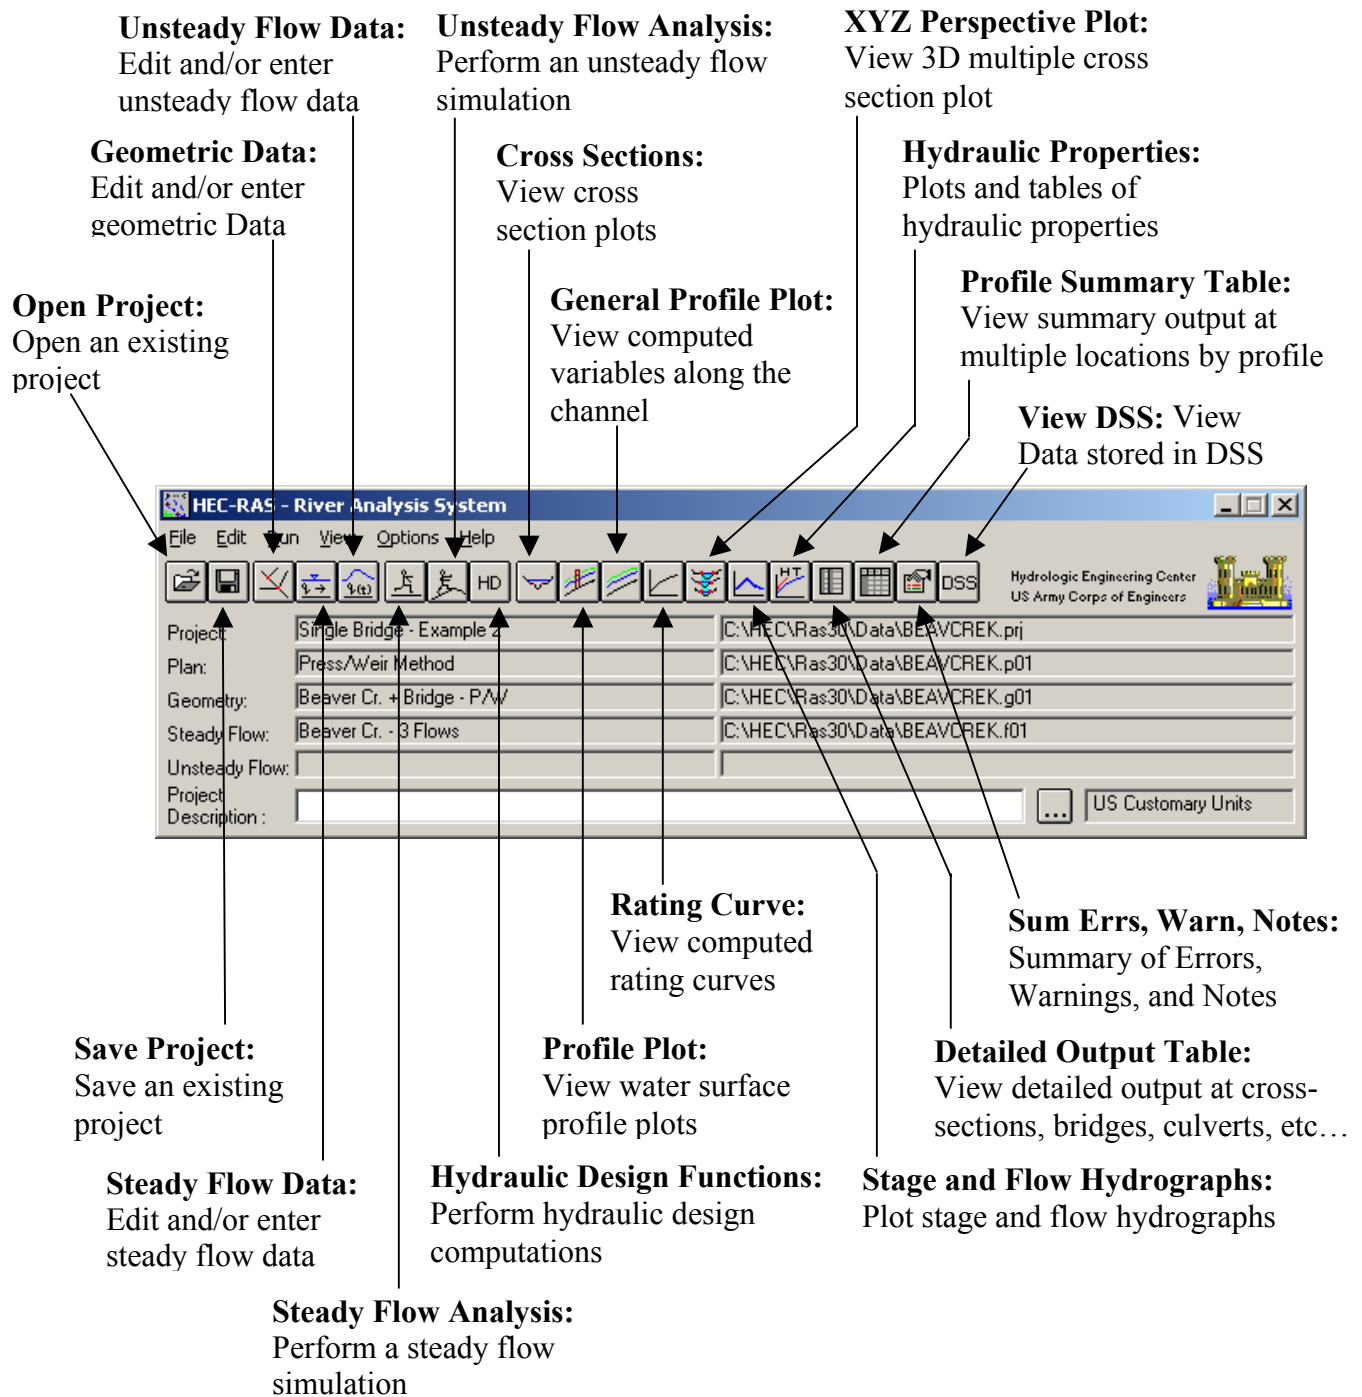 Unsteady Flow Data:
Edit and/or enter
unsteady flow data
Unsteady Flow Analysis:
Perform an unsteady flow
simulation
XYZ Perspective Plot:
View 3D multiple cross
section plot
Geometric Data:
Edit and/or enter
geometric Data
Cross Sections:
View cross
section plots
Hydraulic Properties:
Plots and tables of
hydraulic properties
Open Project:
Open an existing
project
General Profile Plot:
View computed
variables along the
channel
Profile Summary Table:
View summary output at
multiple locations by profile
View DSS: View
Data stored in DSS
HEC-RAS - River Analysis System
File Edit Run View Options Help
HD
HT
DSS
Hydrologic Engineering Center
US Army Corps of Engineers
Project: Single Bridge - Example 2 C:\HEC\Ras30\Data\BEAVCREK.prj
Plan: Press/Weir Method C:\HEC\Ras30\Data\BEAVCREK.p01
Geometry: Beaver Cr. + Bridge - P/W C:\HEC\Ras30\Data\BEAVCREK.g01
Steady Flow: Beaver Cr. - 3 Flows C:\HEC\Ras30\Data\BEAVCREK.f01
Unsteady Flow:
Project
Description :
... US Customary Units
Rating Curve:
View computed
rating curves
Sum Errs, Warn, Notes:
Summary of Errors,
Warnings, and Notes
Save Project:
Save an existing
project
Profile Plot:
View water surface
profile plots
Detailed Output Table:
View detailed output at cross-
sections, bridges, culverts, etc…
Steady Flow Data:
Edit and/or enter
steady flow data
Hydraulic Design Functions:
Perform hydraulic design
computations
Stage and Flow Hydrographs:
Plot stage and flow hydrographs
Steady Flow Analysis:
Perform a steady flow
simulation